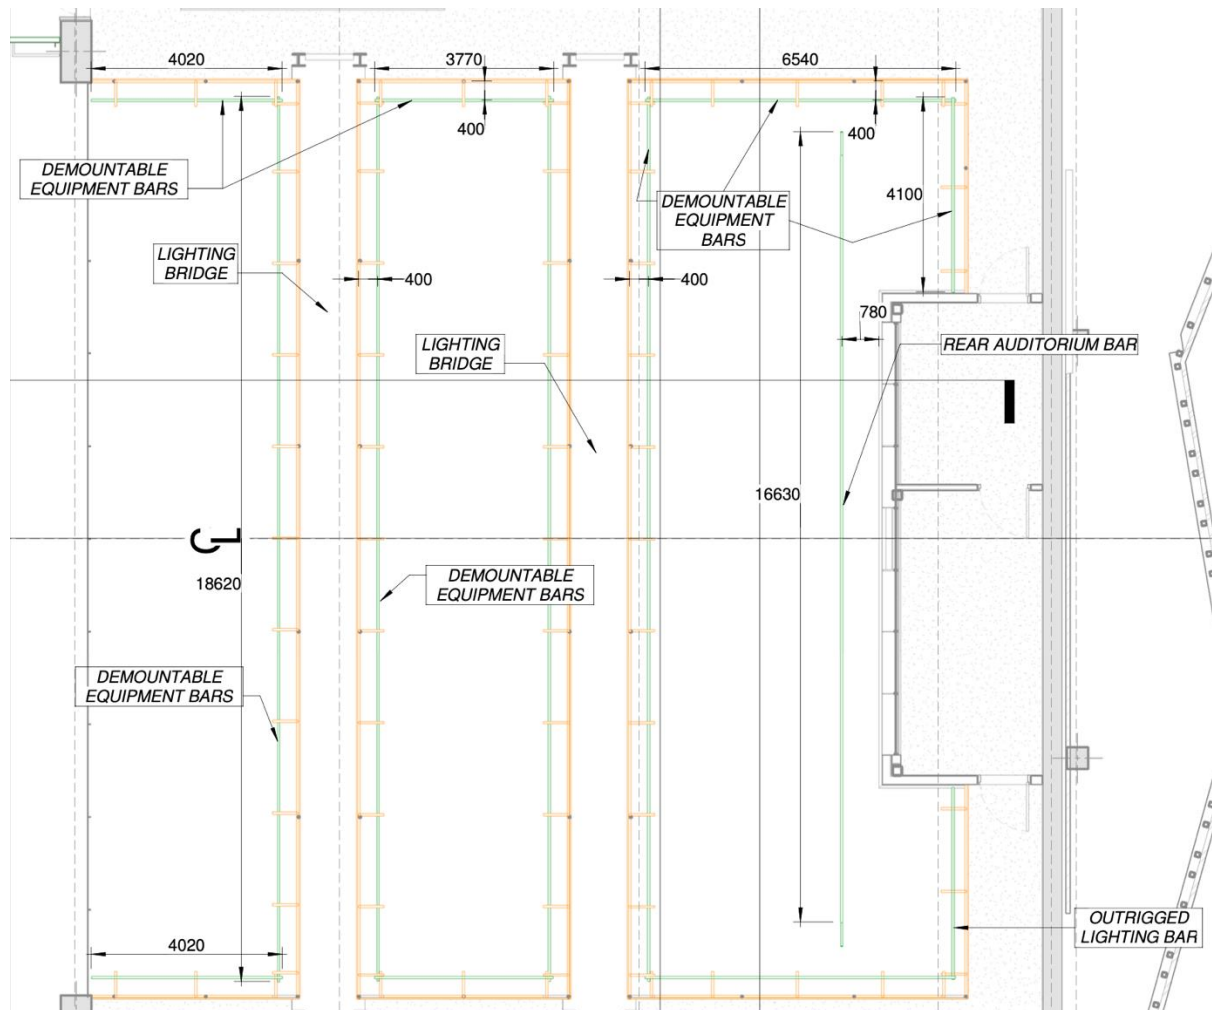 4020
3770
6540
400
400
DEMOUNTABLE
EQUIPMENT BARS
DEMOUNTABLE
EQUIPMENT
BARS
4100
LIGHTING
BRIDGE
400
400
780
LIGHTING
BRIDGE
REAR AUDITORIUM BAR
16630
CL
18620
DEMOUNTABLE
EQUIPMENT BARS
DEMOUNTABLE
EQUIPMENT BARS
OUTRIGGED
LIGHTING BAR
4020